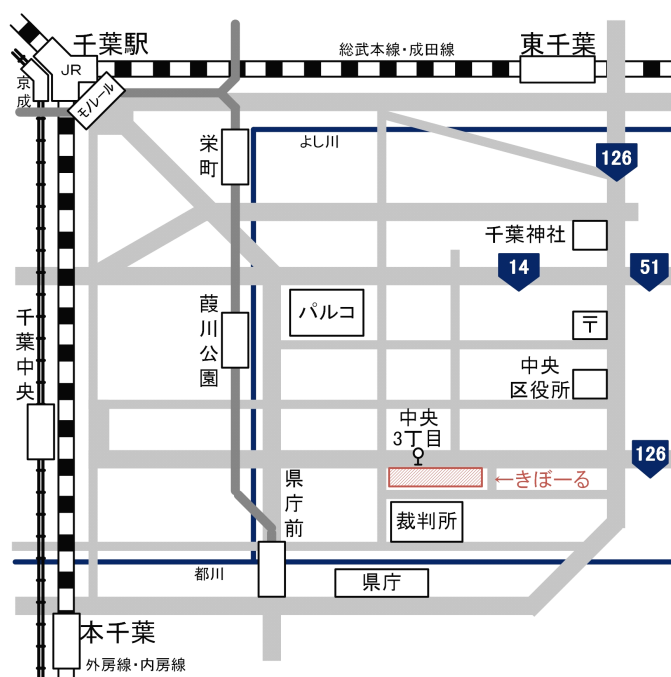 千葉駅
総武本線・成田線
東千葉
JR
京成
モノレール
栄町
よし川
126
千葉神社
14
51
パルコ
葭川公園
千葉中央
〒
中央
区役所
中央
3丁目
126
←きぼーる
県庁前
裁判所
都川
県庁
本千葉
外房線・内房線